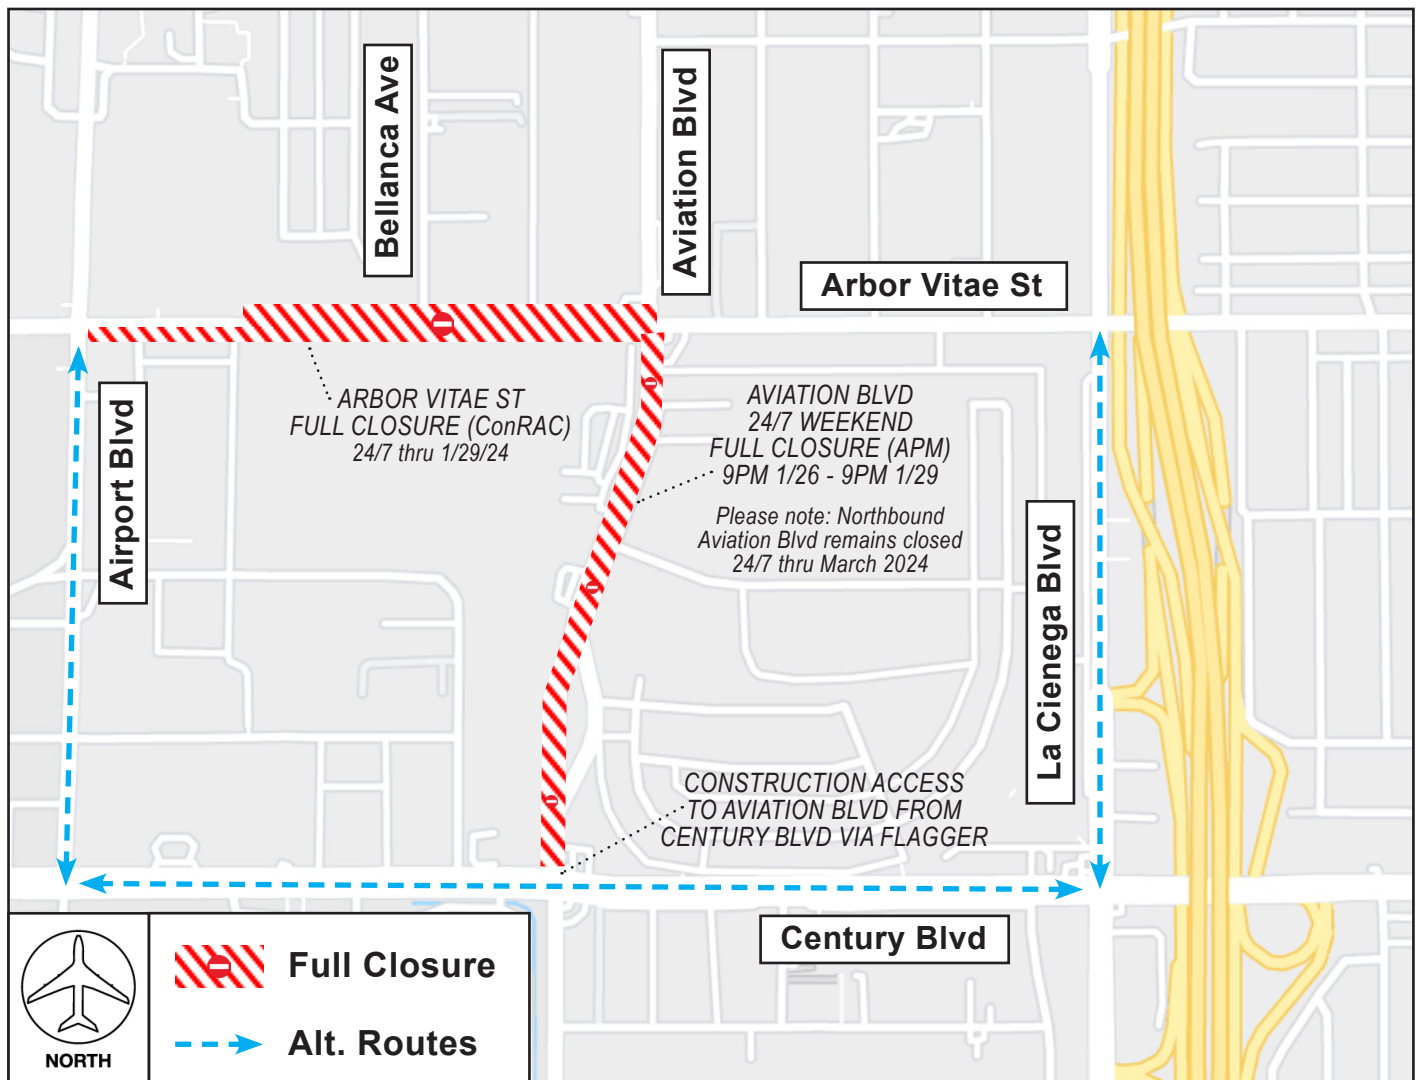 Bellanca Ave
Aviation Blvd
Arbor Vitae St
ARBOR VITAE ST
FULL CLOSURE (ConRAC)
24/7 thru 1/29/24
AVIATION BLVD
24/7 WEEKEND
FULL CLOSURE (APM)
9PM 1/26 - 9PM 1/29
Please note: Northbound
Aviation Blvd remains closed
24/7 thru March 2024
Airport Blvd
La Cienega Blvd
CONSTRUCTION ACCESS
TO AVIATION BLVD FROM
CENTURY BLVD VIA FLAGGER
Century Blvd
NORTH
Full Closure
Alt. Routes